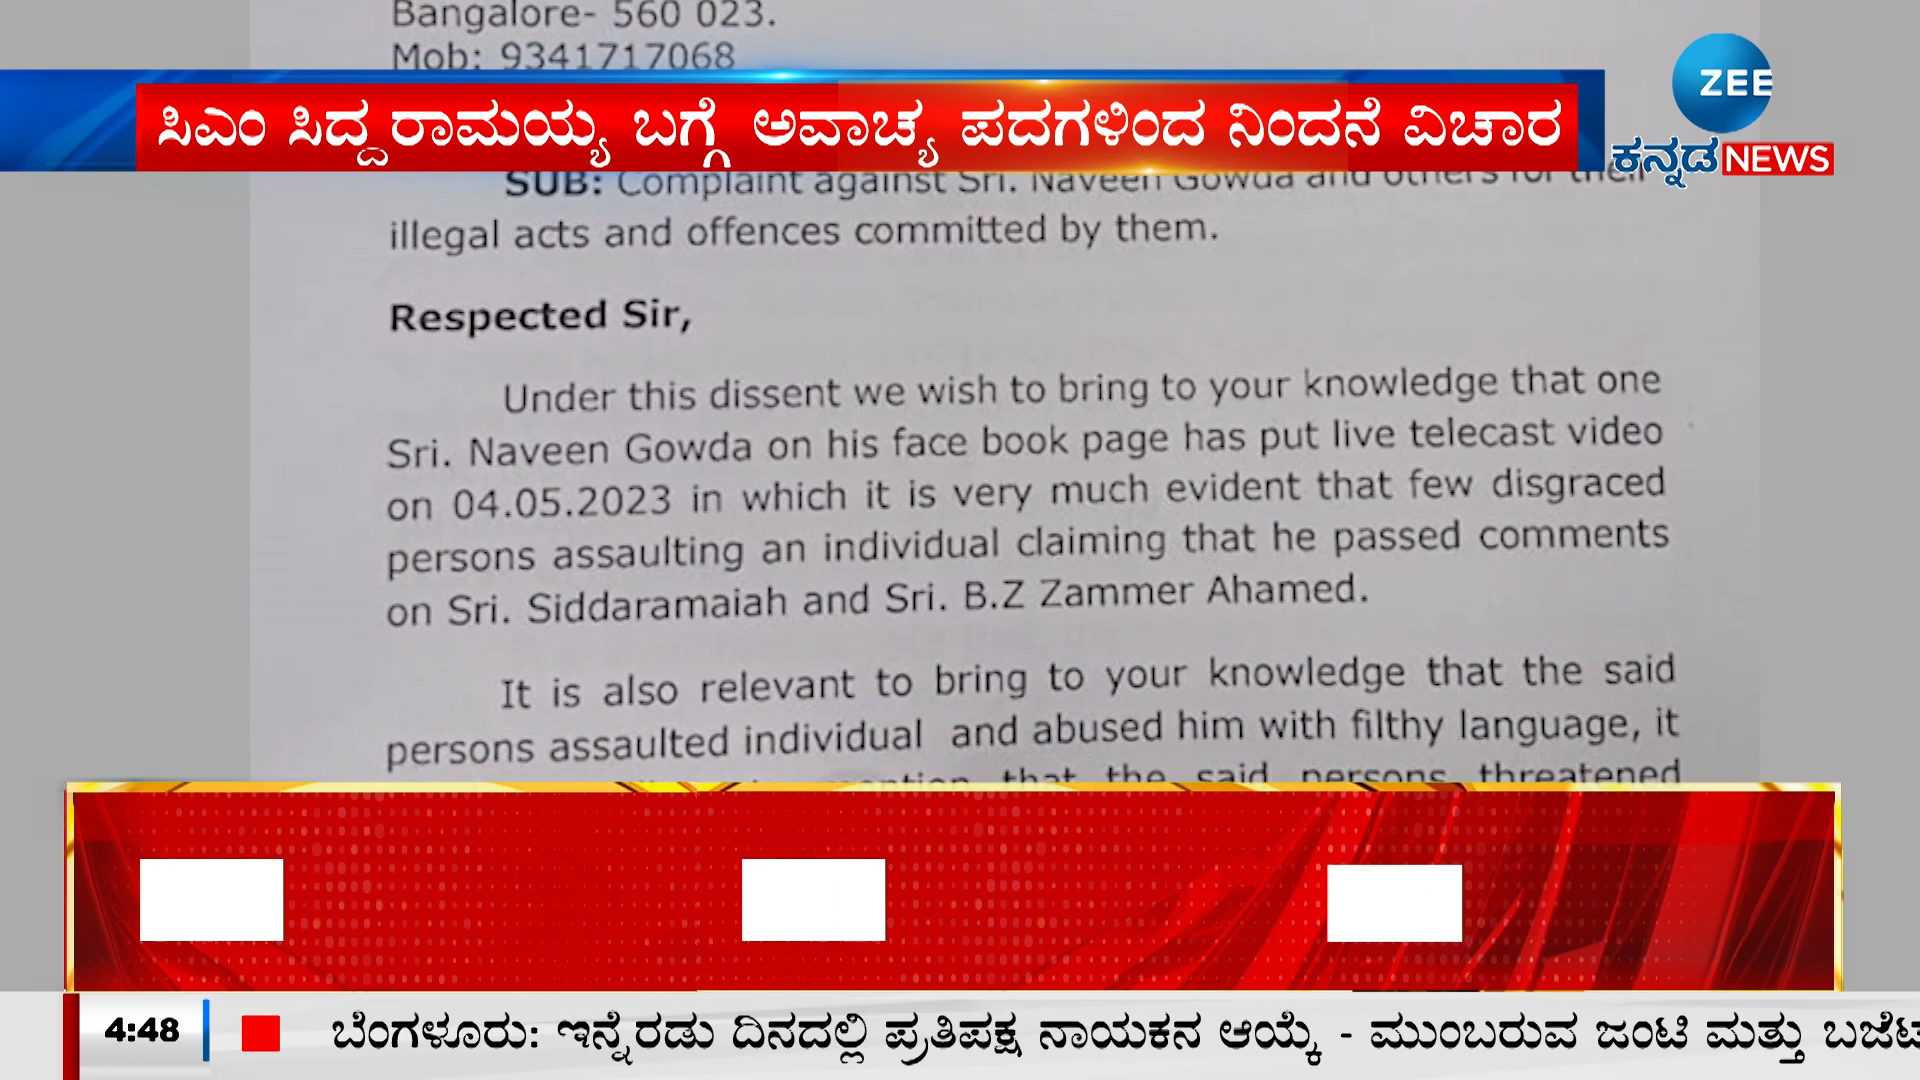 Bangalore- 560 023.
Mob: 9341717068
ಸಿಎಂ ಸಿದ್ದರಾಮಯ್ಯ ಬಗ್ಗೆ ಅವಾಚ್ಯ ಪದಗಳಿಂದ ನಿಂದನೆ ವಿಚಾರ
ZEE
ಕನ್ನಡ NEWS
SUB: Complaint against Sri. Naveen Gowda and others for their
illegal acts and offences committed by them.
Respected Sir,
Under this dissent we wish to bring to your knowledge that one
Sri. Naveen Gowda on his face book page has put live telecast video
on 04.05.2023 in which it is very much evident that few disgraced
persons assaulting an individual claiming that he passed comments
on Sri. Siddaramaiah and Sri. B.Z Zammer Ahamed.
It is also relevant to bring to your knowledge that the said
persons assaulted individual and abused him with filthy language, it
that the said persons threatened
4:48
ಬೆಂಗಳೂರು: ಇನ್ನೆರಡು ದಿನದಲ್ಲಿ ಪ್ರತಿಪಕ್ಷ ನಾಯಕನ ಆಯ್ಕೆ - ಮುಂಬರುವ ಜಂಟಿ ಮತ್ತು ಬಜೆಟ